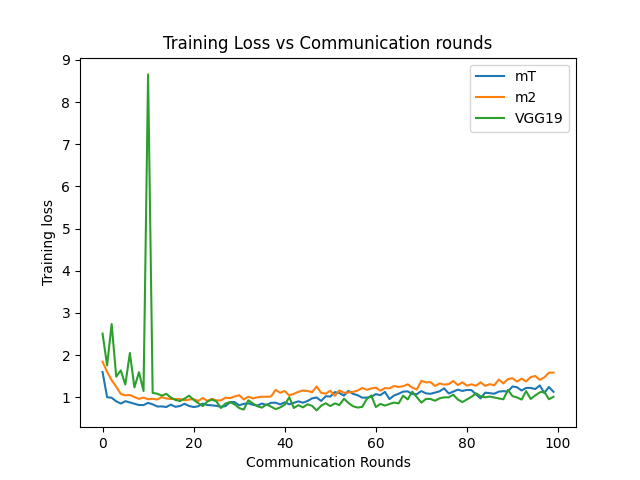 Training Loss vs Communication rounds
mT
m2
VGG19
Training loss
9
8
7
6
5
4
3
2
1
0 20 40 60 80 100
Communication Rounds